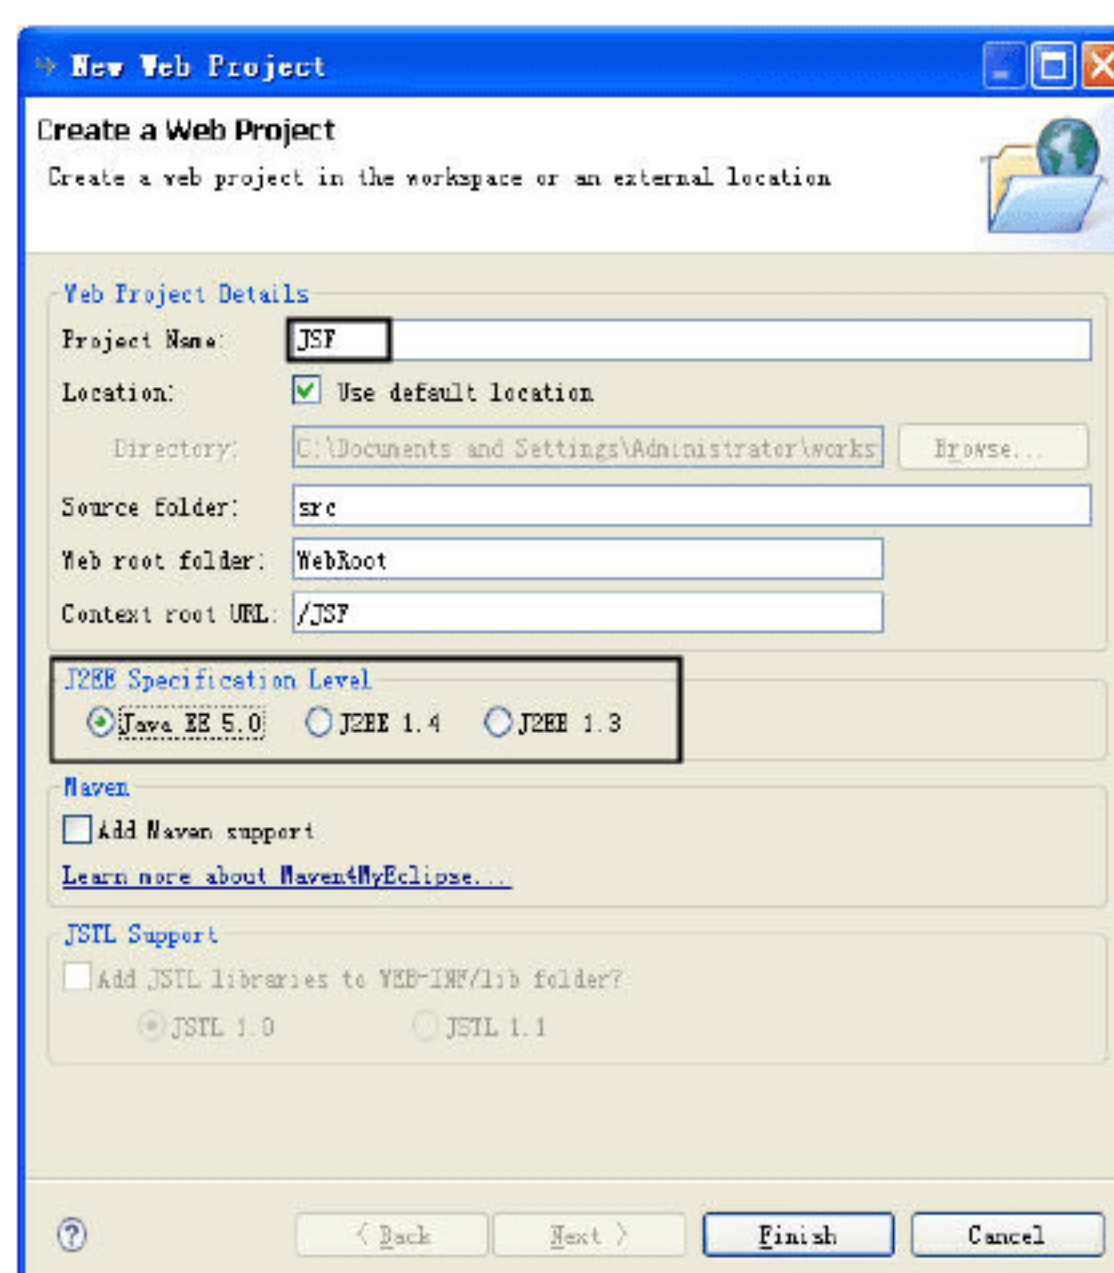 New Web Project
Create a Web Project
Create a web project in the workspace or an external location
Web Project Details
Project Name: JSF
Location: Use default location
Directory: C:\Documents and Settings\Administrator\works Browse...
Source folder: src
Web root folder: WebRoot
Context root URL: /JSF
J2EE Specification Level
Java EE 5.0 J2EE 1.4 J2EE 1.3
Maven
Add Maven support
Learn more about Maven4MyEclipse...
JSTL Support
Add JSTL libraries to WEB-INF/lib folder?
JSTL 1.0 JSTL 1.1
? < Back Next > Finish Cancel